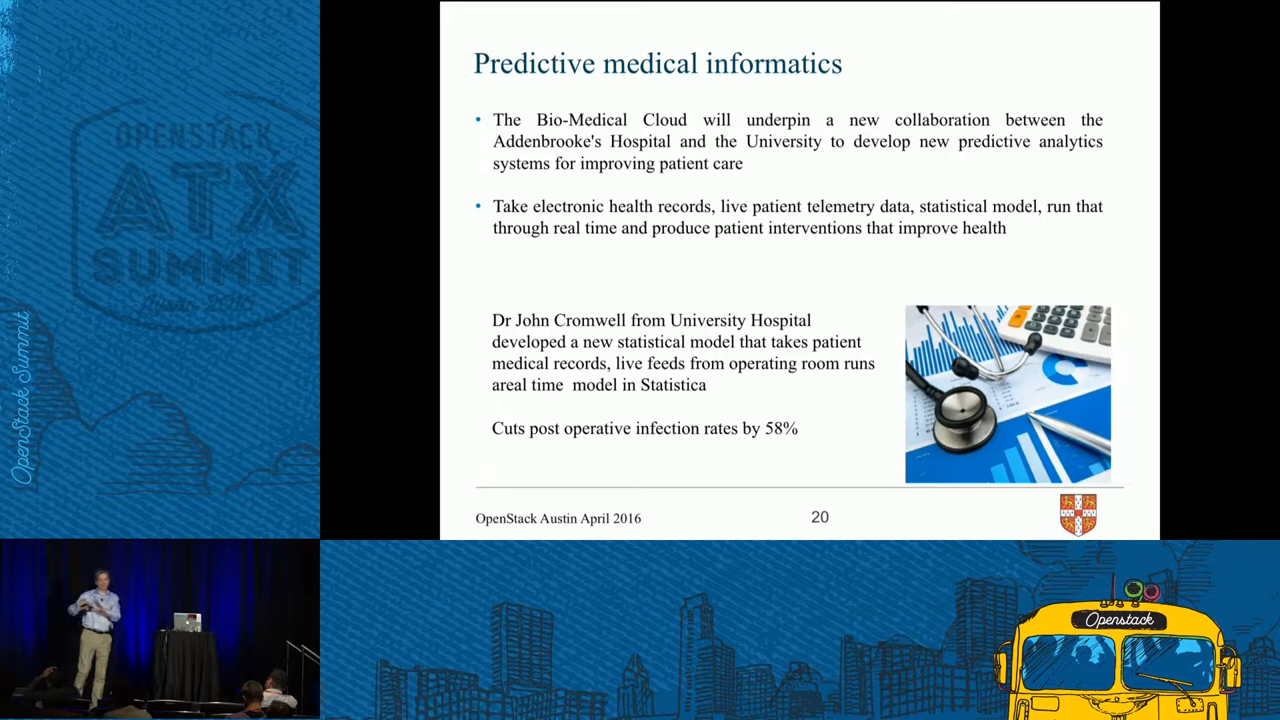 Predictive medical informatics
• The Bio-Medical Cloud will underpin a new collaboration between the
Addenbrooke's Hospital and the University to develop new predictive analytics
systems for improving patient care
• Take electronic health records, live patient telemetry data, statistical model, run that
through real time and produce patient interventions that improve health
Dr John Cromwell from University Hospital
developed a new statistical model that takes patient
medical records, live feeds from operating room runs
areal time model in Statistica
Cuts post operative infection rates by 58%
OpenStack Austin April 2016
20
OPENSTACK
ATX
SUMMIT
OpenStack Summit
Openstack